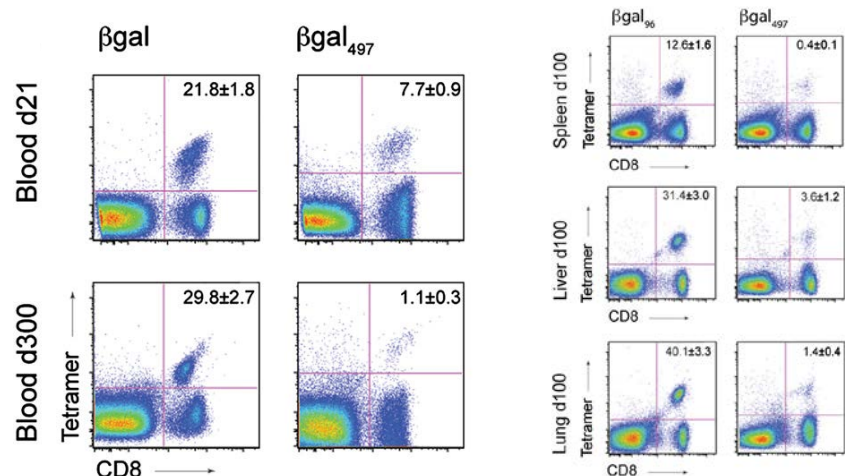 βgal βgal497
Blood d21
21.8±1.8 7.7±0.9
Blood d300
Tetramer
29.8±2.7 1.1±0.3
CD8
βgal96 βgal497
Spleen d100
Tetramer
12.6±1.6 0.4±0.1
CD8
Liver d100
Tetramer
31.4±3.0 3.6±1.2
CD8
Lung d100
Tetramer
40.1±3.3 1.4±0.4
CD8